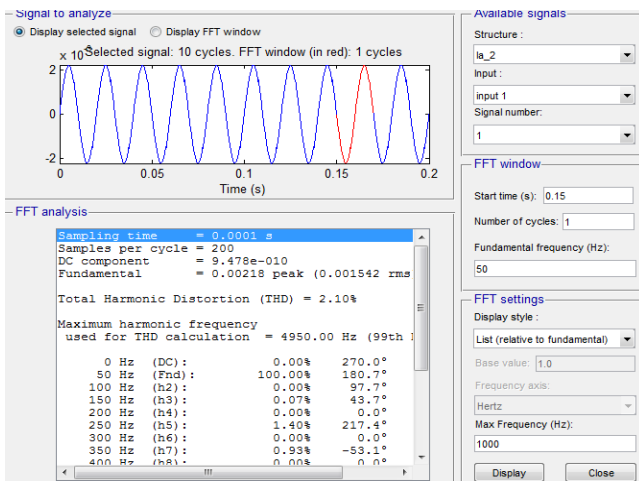 Signal to analyze
Display selected signal Display FFT window
x 10 Selected signal: 10 cycles. FFT window (in red): 1 cycles
2
0
-2
0 0.05 0.1 0.15 0.2
Time (s)
FFT analysis
Sampling time = 0.0001 s
Samples per cycle = 200
DC component = 9.478e-010
Fundamental = 0.00218 peak (0.001542 rms
Total Harmonic Distortion (THD) = 2.10%
Maximum harmonic frequency
used for THD calculation = 4950.00 Hz (99th
0 Hz (DC): 0.00% 270.0°
50 Hz (Fnd): 100.00% 180.7°
100 Hz (h2): 0.00% 97.7°
150 Hz (h3): 0.07% 43.7°
200 Hz (h4): 0.00% 0.0°
250 Hz (h5): 1.40% 217.4°
300 Hz (h6): 0.00% 0.0°
350 Hz (h7): 0.93% -53.1°
400 Hz (h8): 0.00% 0.0°
Available signals
Structure :
Ia_2
Input :
input 1
Signal number:
1
FFT window
Start time (s): 0.15
Number of cycles: 1
Fundamental frequency (Hz):
50
FFT settings
Display style :
List (relative to fundamental)
Base value: 1.0
Frequency axis:
Hertz
Max Frequency (Hz):
1000
Display Close